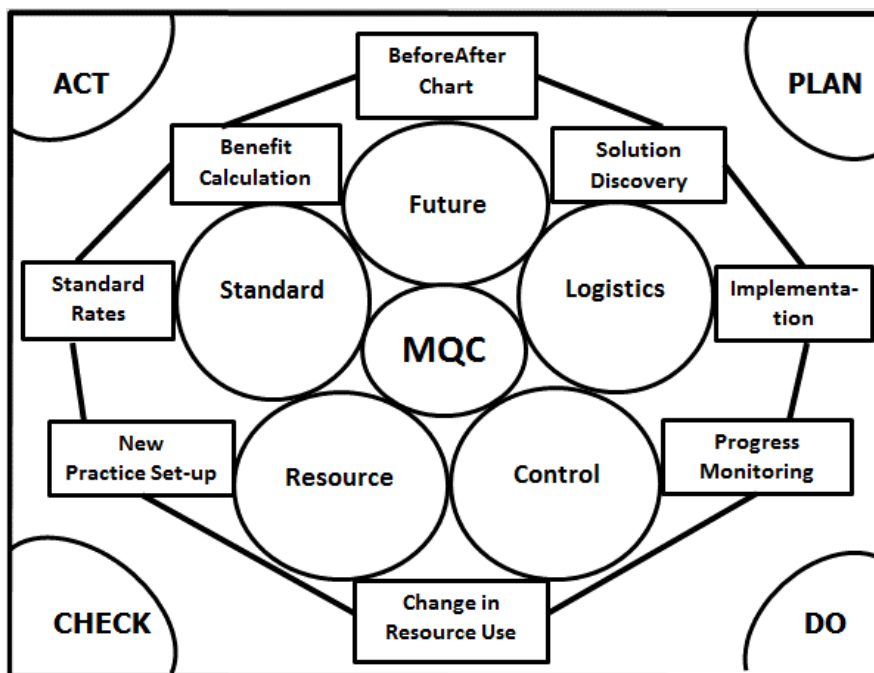 BeforeAfter
Chart
ACT
PLAN
Benefit
Calculation
Solution
Discovery
Future
Standard
Logistics
Standard
Rates
Implementa-
tion
MQC
New
Practice Set-up
Resource
Control
Progress
Monitoring
CHECK
Change in
Resource Use
DO